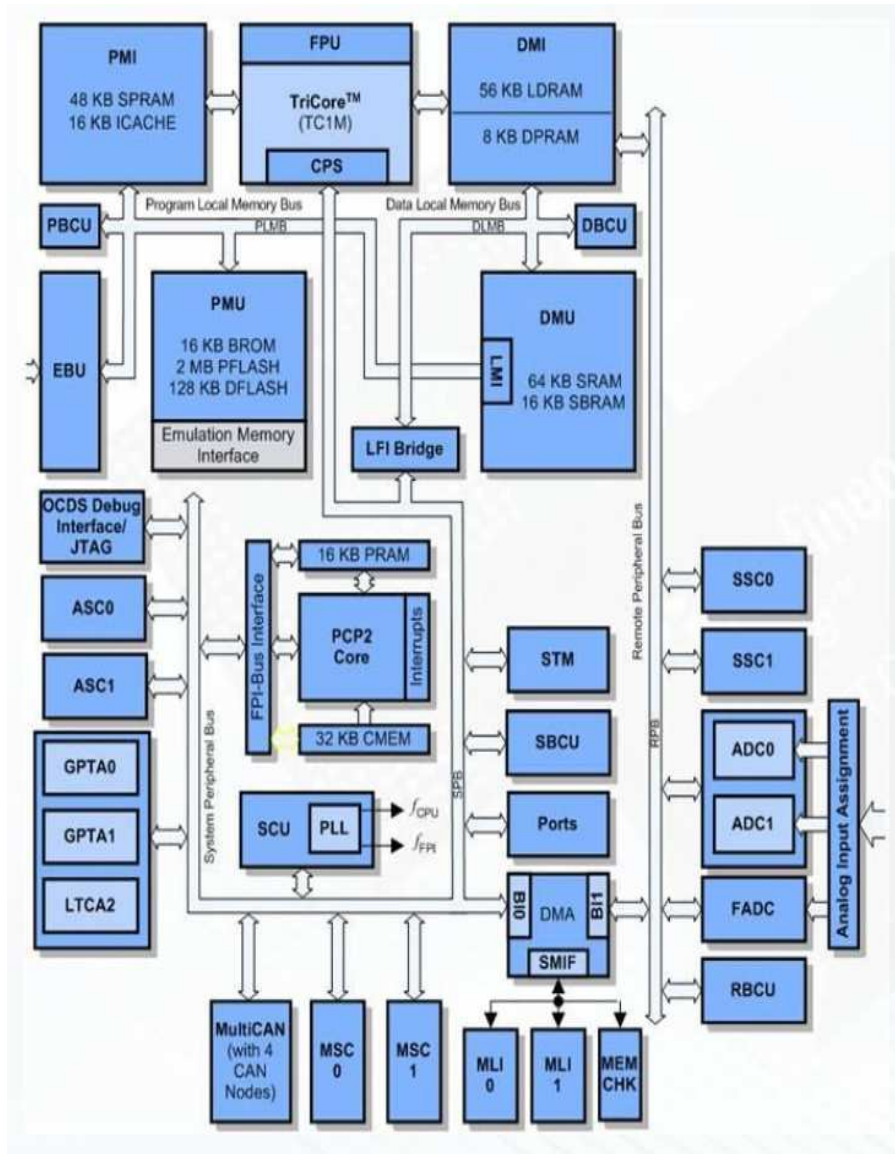 PMI
48 KB SPRAM
16 KB ICACHE
FPU
TriCore™
(TC1M)
CPS
DMI
56 KB LDRAM
8 KB DPRAM
Program Local Memory Bus
PLMB
Data Local Memory Bus
DLMB
PBCU
DBCU
EBU
PMU
16 KB BROM
2 MB PFLASH
128 KB DFLASH
Emulation Memory
Interface
DMU
LMI
64 KB SRAM
16 KB SBRAM
LFI Bridge
OCDS Debug
Interface/
JTAG
ASC0
ASC1
GPTA0
GPTA1
LTCA2
System Peripheral Bus
FPI-Bus Interface
16 KB PRAM
PCP2
Core
Interrupts
32 KB CMEM
SCU
PLL
fCPU
fFPI
SPB
STM
SBCU
Ports
BI0
DMA
BI1
SMIF
Remote Peripheral Bus
RPB
SSC0
SSC1
ADC0
ADC1
FADC
RBCU
Analog Input Assignment
MultiCAN
(with 4
CAN
Nodes)
MSC
0
MSC
1
MLI
0
MLI
1
MEM
CHK